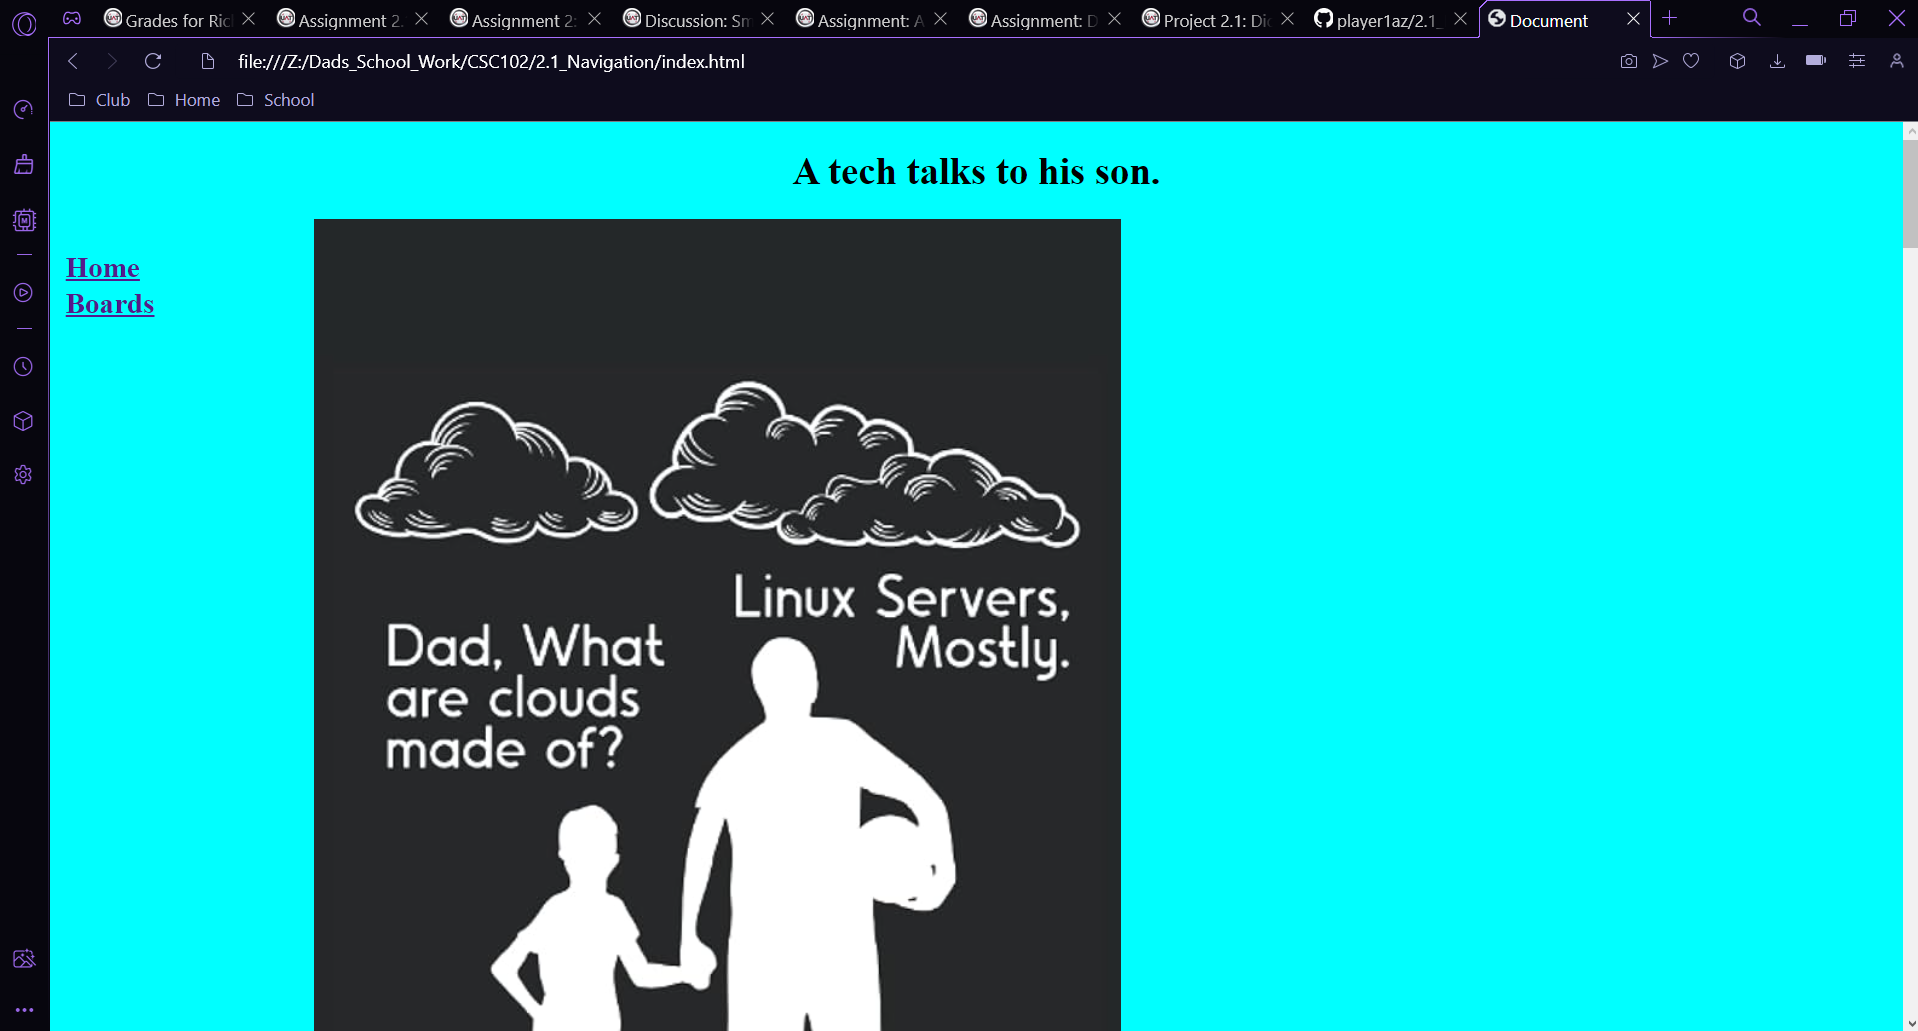 Grades for Ric
Assignment 2.
Assignment 2:
Discussion: Sm
Assignment: A
Assignment: D
Project 2.1: Dic
player1az/2.1_
Document
file:///Z:/Dads_School_Work/CSC102/2.1_Navigation/index.html
Club
Home
School
A tech talks to his son.
Home
Boards
Linux Servers,
Mostly.
Dad, What
are clouds
made of?